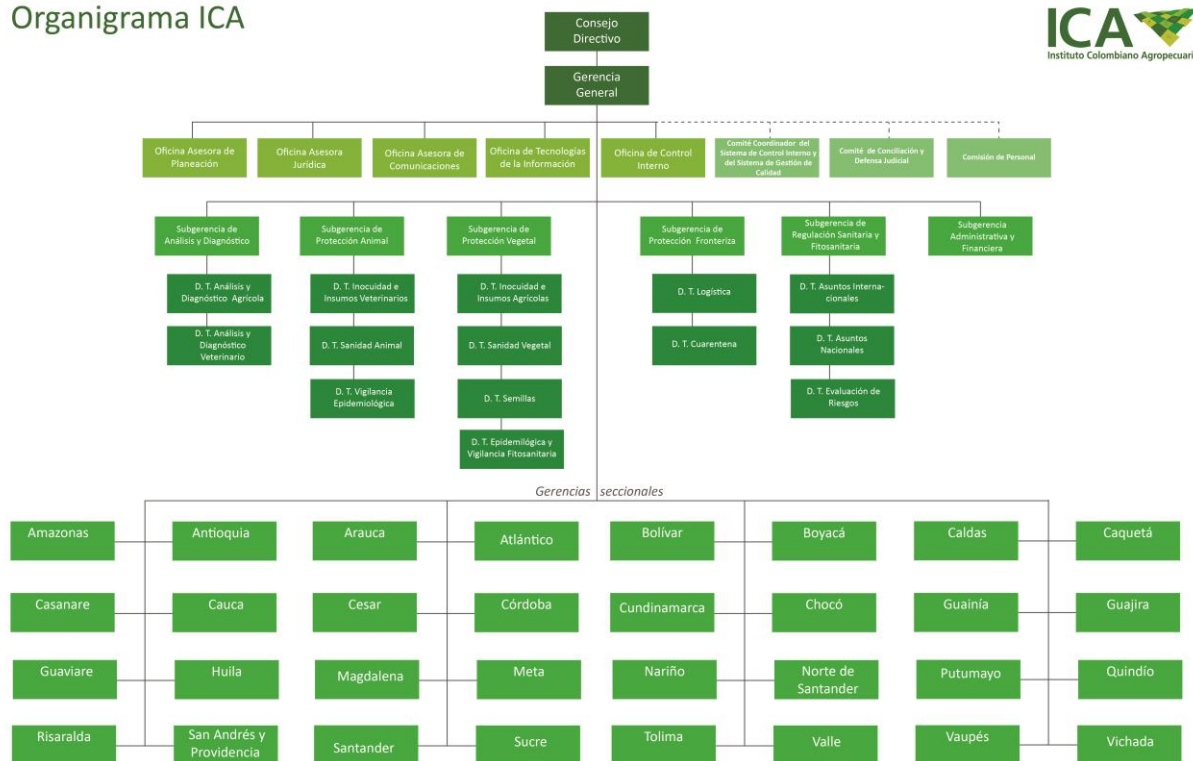 Organigrama ICA
ICA
Instituto Colombiano Agropecuari
Consejo
Directivo
Gerencia
General
Oficina Asesora de
Planeación
Oficina Asesora
Jurídica
Oficina Asesora de
Comunicaciones
Oficina de Tecnologías
de la Información
Oficina de Control
Interno
Comité Coordinador del
Sistema de Control Interno y
del Sistema de Gestión de
Calidad
Comité de Conciliación y
Defensa Judicial
Comisión de Personal
Subgerencia de
Análisis y Diagnóstico
Subgerencia de
Protección Animal
Subgerencia de
Protección Vegetal
Subgerencia de
Protección Fronteriza
Subgerencia de
Regulación Sanitaria y
Fitosanitaria
Subgerencia
Administrativa y
Financiera
D. T. Análisis y
Diagnóstico Agrícola
D. T. Inocuidad e
Insumos Veterinarios
D. T. Inocuidad e
Insumos Agrícolas
D. T. Logística
D. T. Asuntos Interna-
cionales
D. T. Análisis y
Diagnóstico
Veterinario
D. T. Sanidad Animal
D. T. Sanidad Vegetal
D. T. Cuarentena
D. T. Asuntos
Nacionales
D. T. Vigilancia
Epidemiológica
D. T. Semillas
D. T. Evaluación de
Riesgos
D. T. Epidemilógica y
Vigilancia Fitosanitaria
Gerencias seccionales
Amazonas
Antioquia
Arauca
Atlántico
Bolívar
Boyacá
Caldas
Caquetá
Casanare
Cauca
Cesar
Córdoba
Cundinamarca
Chocó
Guainía
Guajira
Guaviare
Huila
Magdalena
Meta
Nariño
Norte de
Santander
Putumayo
Quindío
Risaralda
San Andrés y
Providencia
Santander
Sucre
Tolima
Valle
Vaupés
Vichada